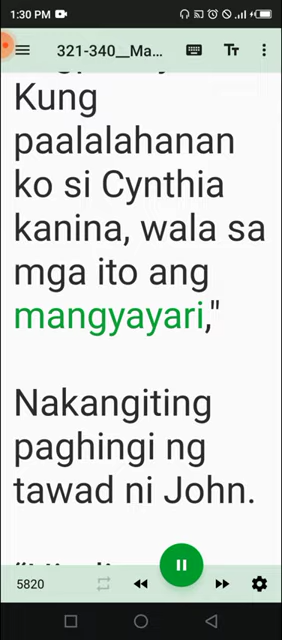 1:30 PM
321-340__Ma...
Tт
Kung
paalalahanan
ko si Cynthia
kanina, wala sa
mga ito ang
mangyayari,"
Nakangiting
paghingi ng
tawad ni John.
5820